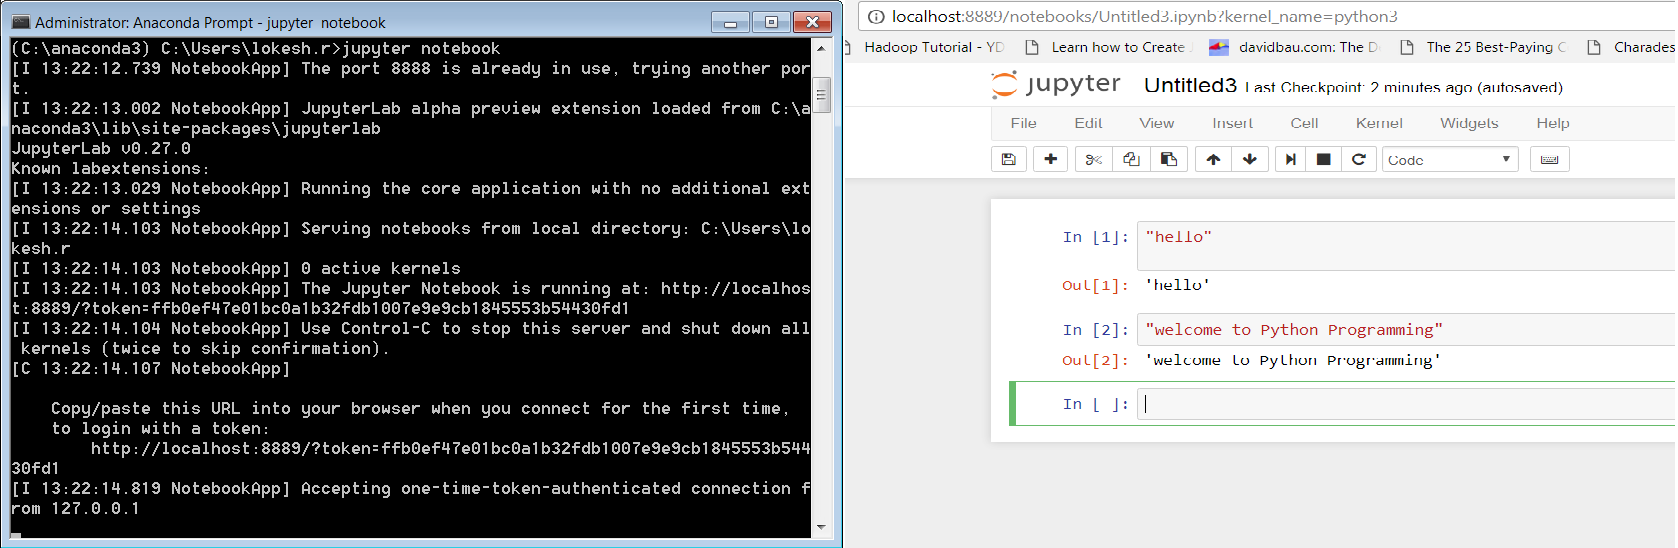 Administrator: Anaconda Prompt - jupyter notebook
(C:\anaconda3) C:\Users\lokesh.r>jupyter notebook
[I 13:22:12.739 NotebookApp] The port 8888 is already in use, trying another por
t.
[I 13:22:13.002 NotebookApp] JupyterLab alpha preview extension loaded from C:\a
naconda3\lib\site-packages\jupyterlab
JupyterLab v0.27.0
Known labextensions:
[I 13:22:13.029 NotebookApp] Running the core application with no additional ext
ensions or settings
[I 13:22:14.103 NotebookApp] Serving notebooks from local directory: C:\Users\lo
kesh.r
[I 13:22:14.103 NotebookApp] 0 active kernels
[I 13:22:14.103 NotebookApp] The Jupyter Notebook is running at: http://localhos
t:8889/?token=ffb0ef47e01bc0a1b32fdb1007e9e9cb1845553b54430fd1
[I 13:22:14.104 NotebookApp] Use Control-C to stop this server and shut down all
 kernels (twice to skip confirmation).
[C 13:22:14.107 NotebookApp]
Copy/paste this URL into your browser when you connect for the first time,
to login with a token:
http://localhost:8889/?token=ffb0ef47e01bc0a1b32fdb1007e9e9cb1845553b544
30fd1
[I 13:22:14.819 NotebookApp] Accepting one-time-token-authenticated connection f
rom 127.0.0.1
localhost:8889/notebooks/Untitled3.ipynb?kernel_name=python3
Hadoop Tutorial - YD Learn how to Create davidbau.com: The D The 25 Best-Paying C Charades
jupyter Untitled3 Last Checkpoint: 2 minutes ago (autosaved)
File Edit View Insert Cell Kernel Widgets Help
Code
In [1]: "hello"
Out[1]: 'hello'
In [2]: "welcome to Python Programming"
Out[2]: 'welcome to Python Programming'
In [ ]: